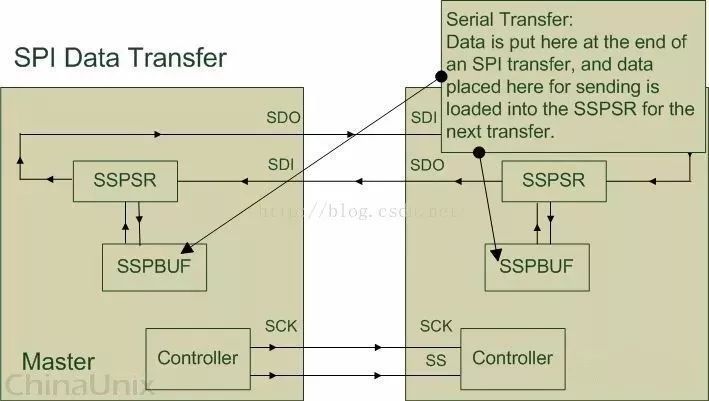 Serial Transfer:
Data is put here at the end of
an SPI transfer, and data
placed here for sending is
loaded into the SSPSR for the
next transfer.
SPI Data Transfer
SDO
SDI
SDI
SDO
SSPSR
SSPSR
http://blog.csdn.net/
SSPBUF
SSPBUF
SCK
SCK
Master
Controller
SS
Controller
ChinaUnix